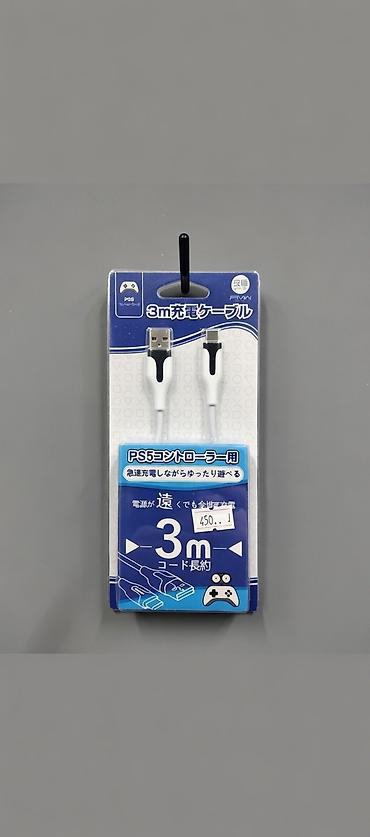 PS5
3m充電ケーブル
PS5コントローラー用
急速充電しながらゆったり遊べる
電源が遠くでも
450..
3m
コード長約